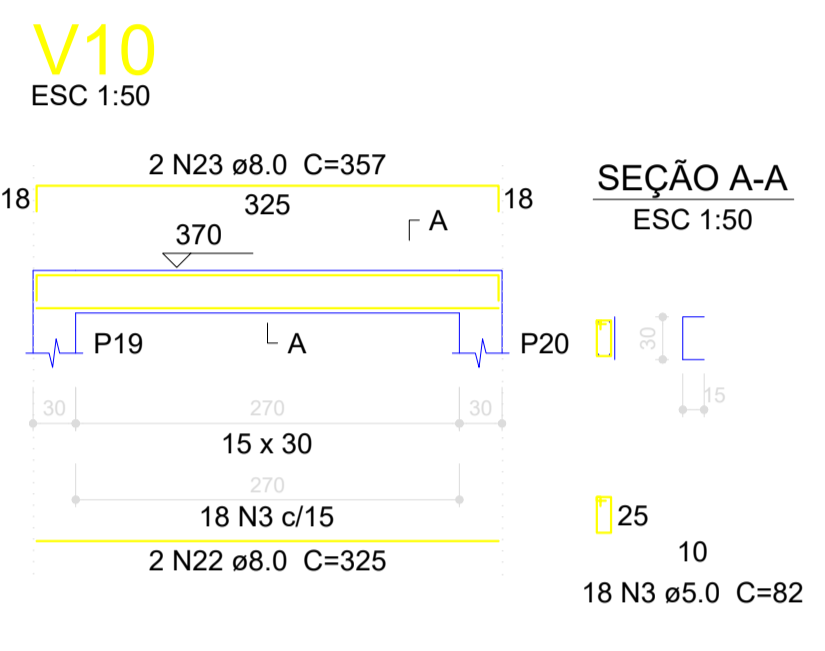 V10
ESC 1:50
2 N23 ø8.0 C=357
18
325
18
370
A
A
P19
P20
30
270
30
15 x 30
270
18 N3 c/15
2 N22 ø8.0 C=325
SEÇÃO A-A
ESC 1:50
30
15
25
10
18 N3 ø5.0 C=82